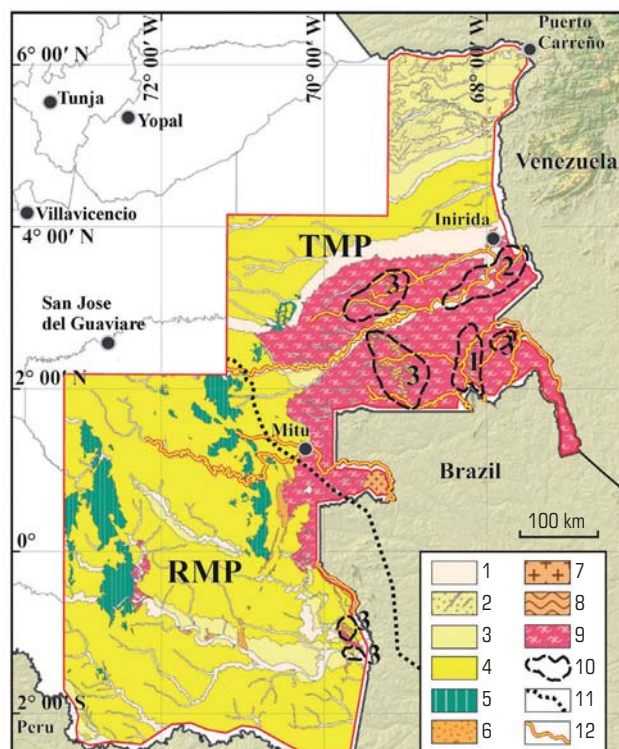 Puerto
Carreño
6° 00′ N
72° 00′ W
70° 00′
68° 00′
Tunja
Yopal
Venezuela
Villavicencio
4° 00′ N
Inirida
TMP
San Jose
del Guaviare
3
2
1
3
3
2° 00′ N
Mitu
Brazil
100 km
0°
RMP
3
3
2° 00′ S
Peru
1
2
3
4
5
6
7
8
9
10
11
12